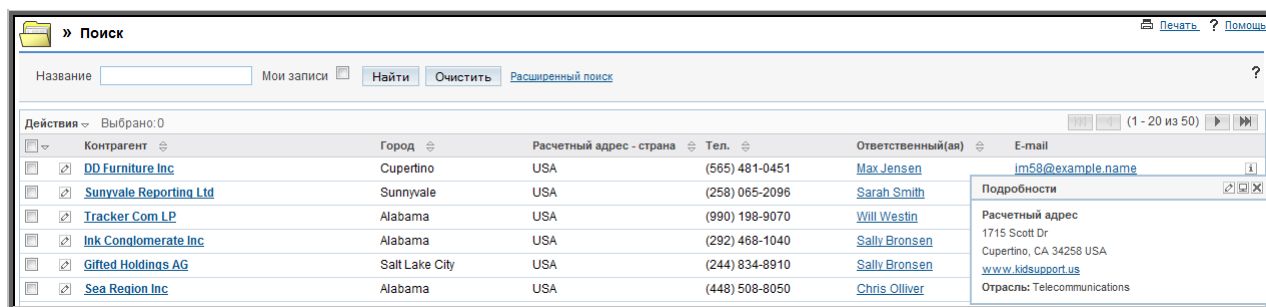 » Поиск
Печать ? Помощь
Название Мои записи Найти Очистить Расширенный поиск ?
Действия Выбрано:0 (1 - 20 из 50)
Контрагент Город Расчетный адрес - страна Тел. Ответственный(ая) E-mail
DD Furniture Inc Cupertino USA (565) 481-0451 Max Jensen im58@example.name i
Sunyvale Reporting Ltd Sunnyvale USA (258) 065-2096 Sarah Smith
Tracker Com LP Alabama USA (990) 198-9070 Will Westin
Ink Conglomerate Inc Alabama USA (292) 468-1040 Sally Bronsen
Gifted Holdings AG Salt Lake City USA (244) 834-8910 Sally Bronsen
Sea Region Inc Alabama USA (448) 508-8050 Chris Olliver
Подробности
Расчетный адрес
1715 Scott Dr
Cupertino, CA 34258 USA
www.kidsupport.us
Отрасль: Telecommunications